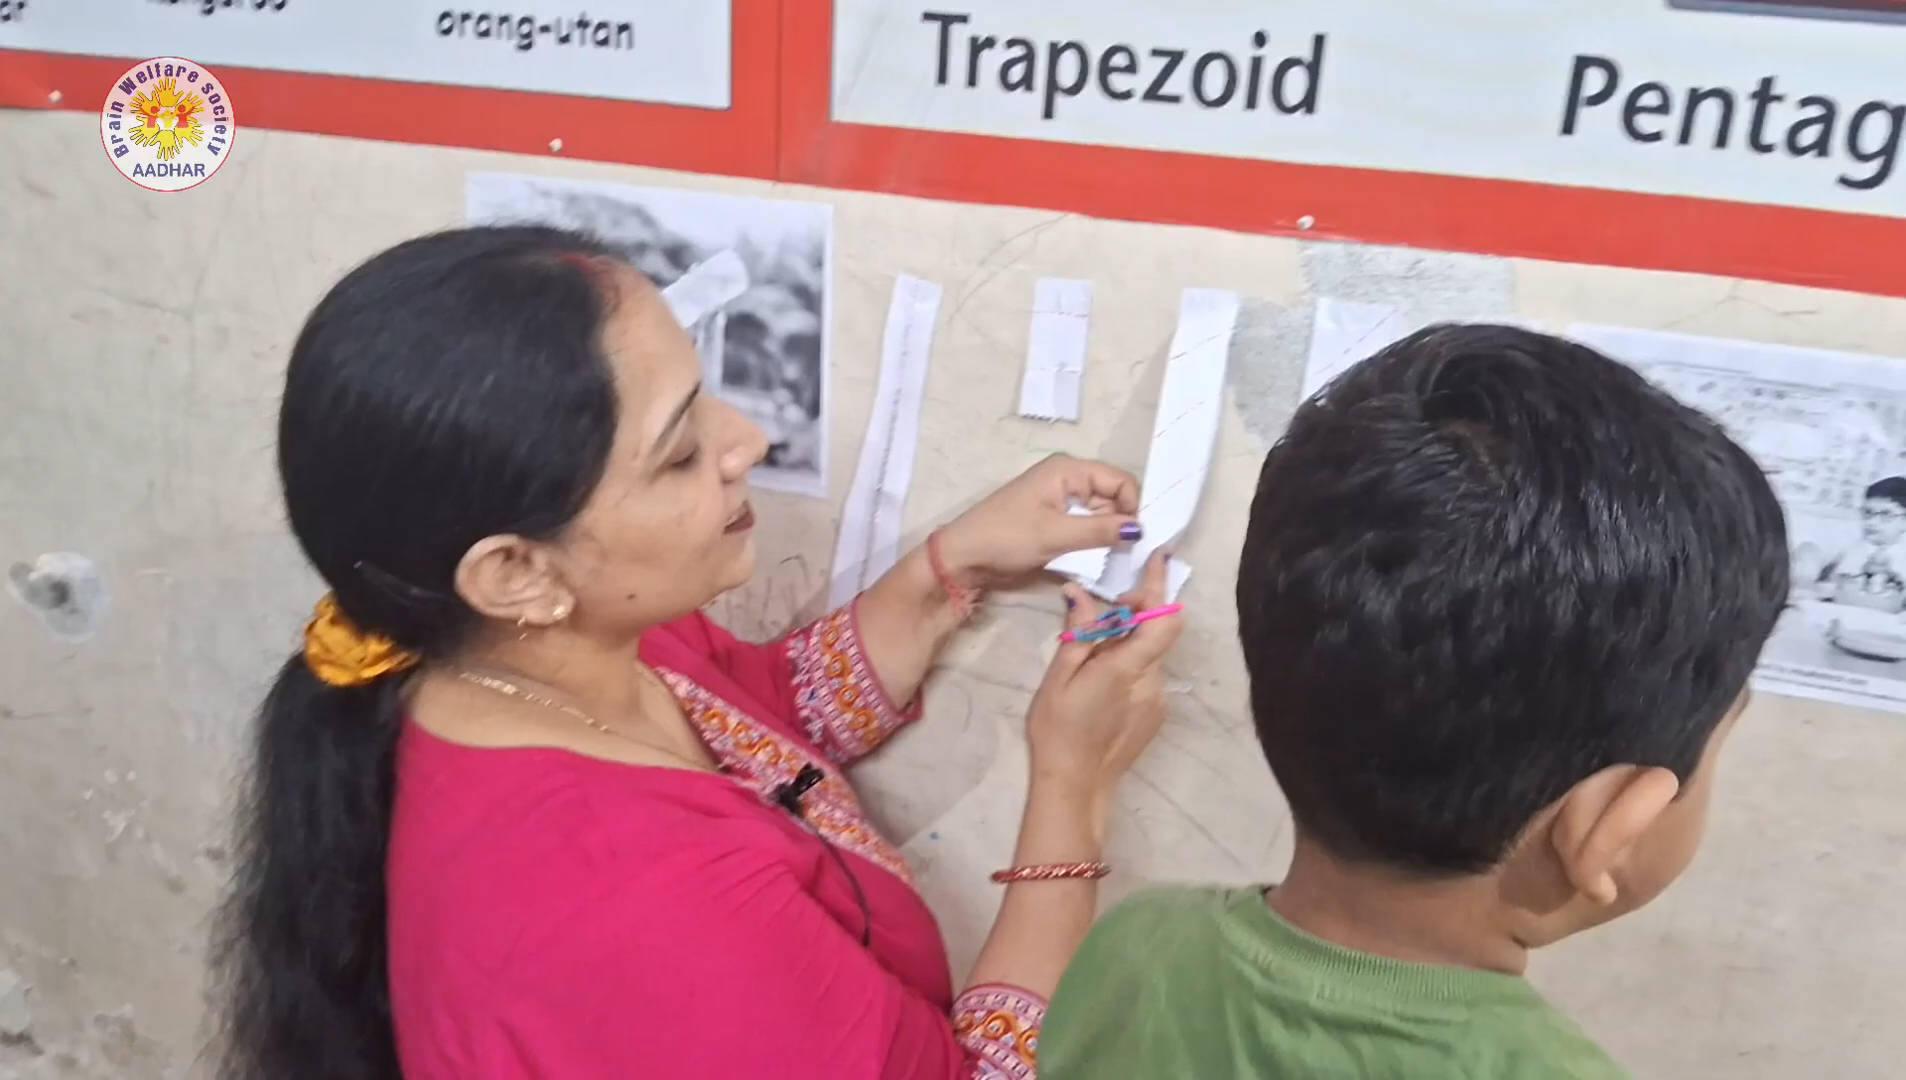 orang-utan
Trapezoid
Pentag
Brain Welfare society
AADHAR